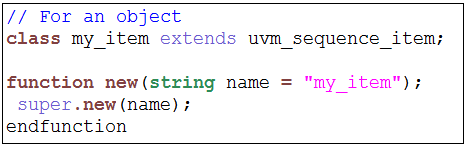 // For an object
class my_item extends uvm_sequence_item;
function new(string name = "my_item");
super.new(name);
endfunction